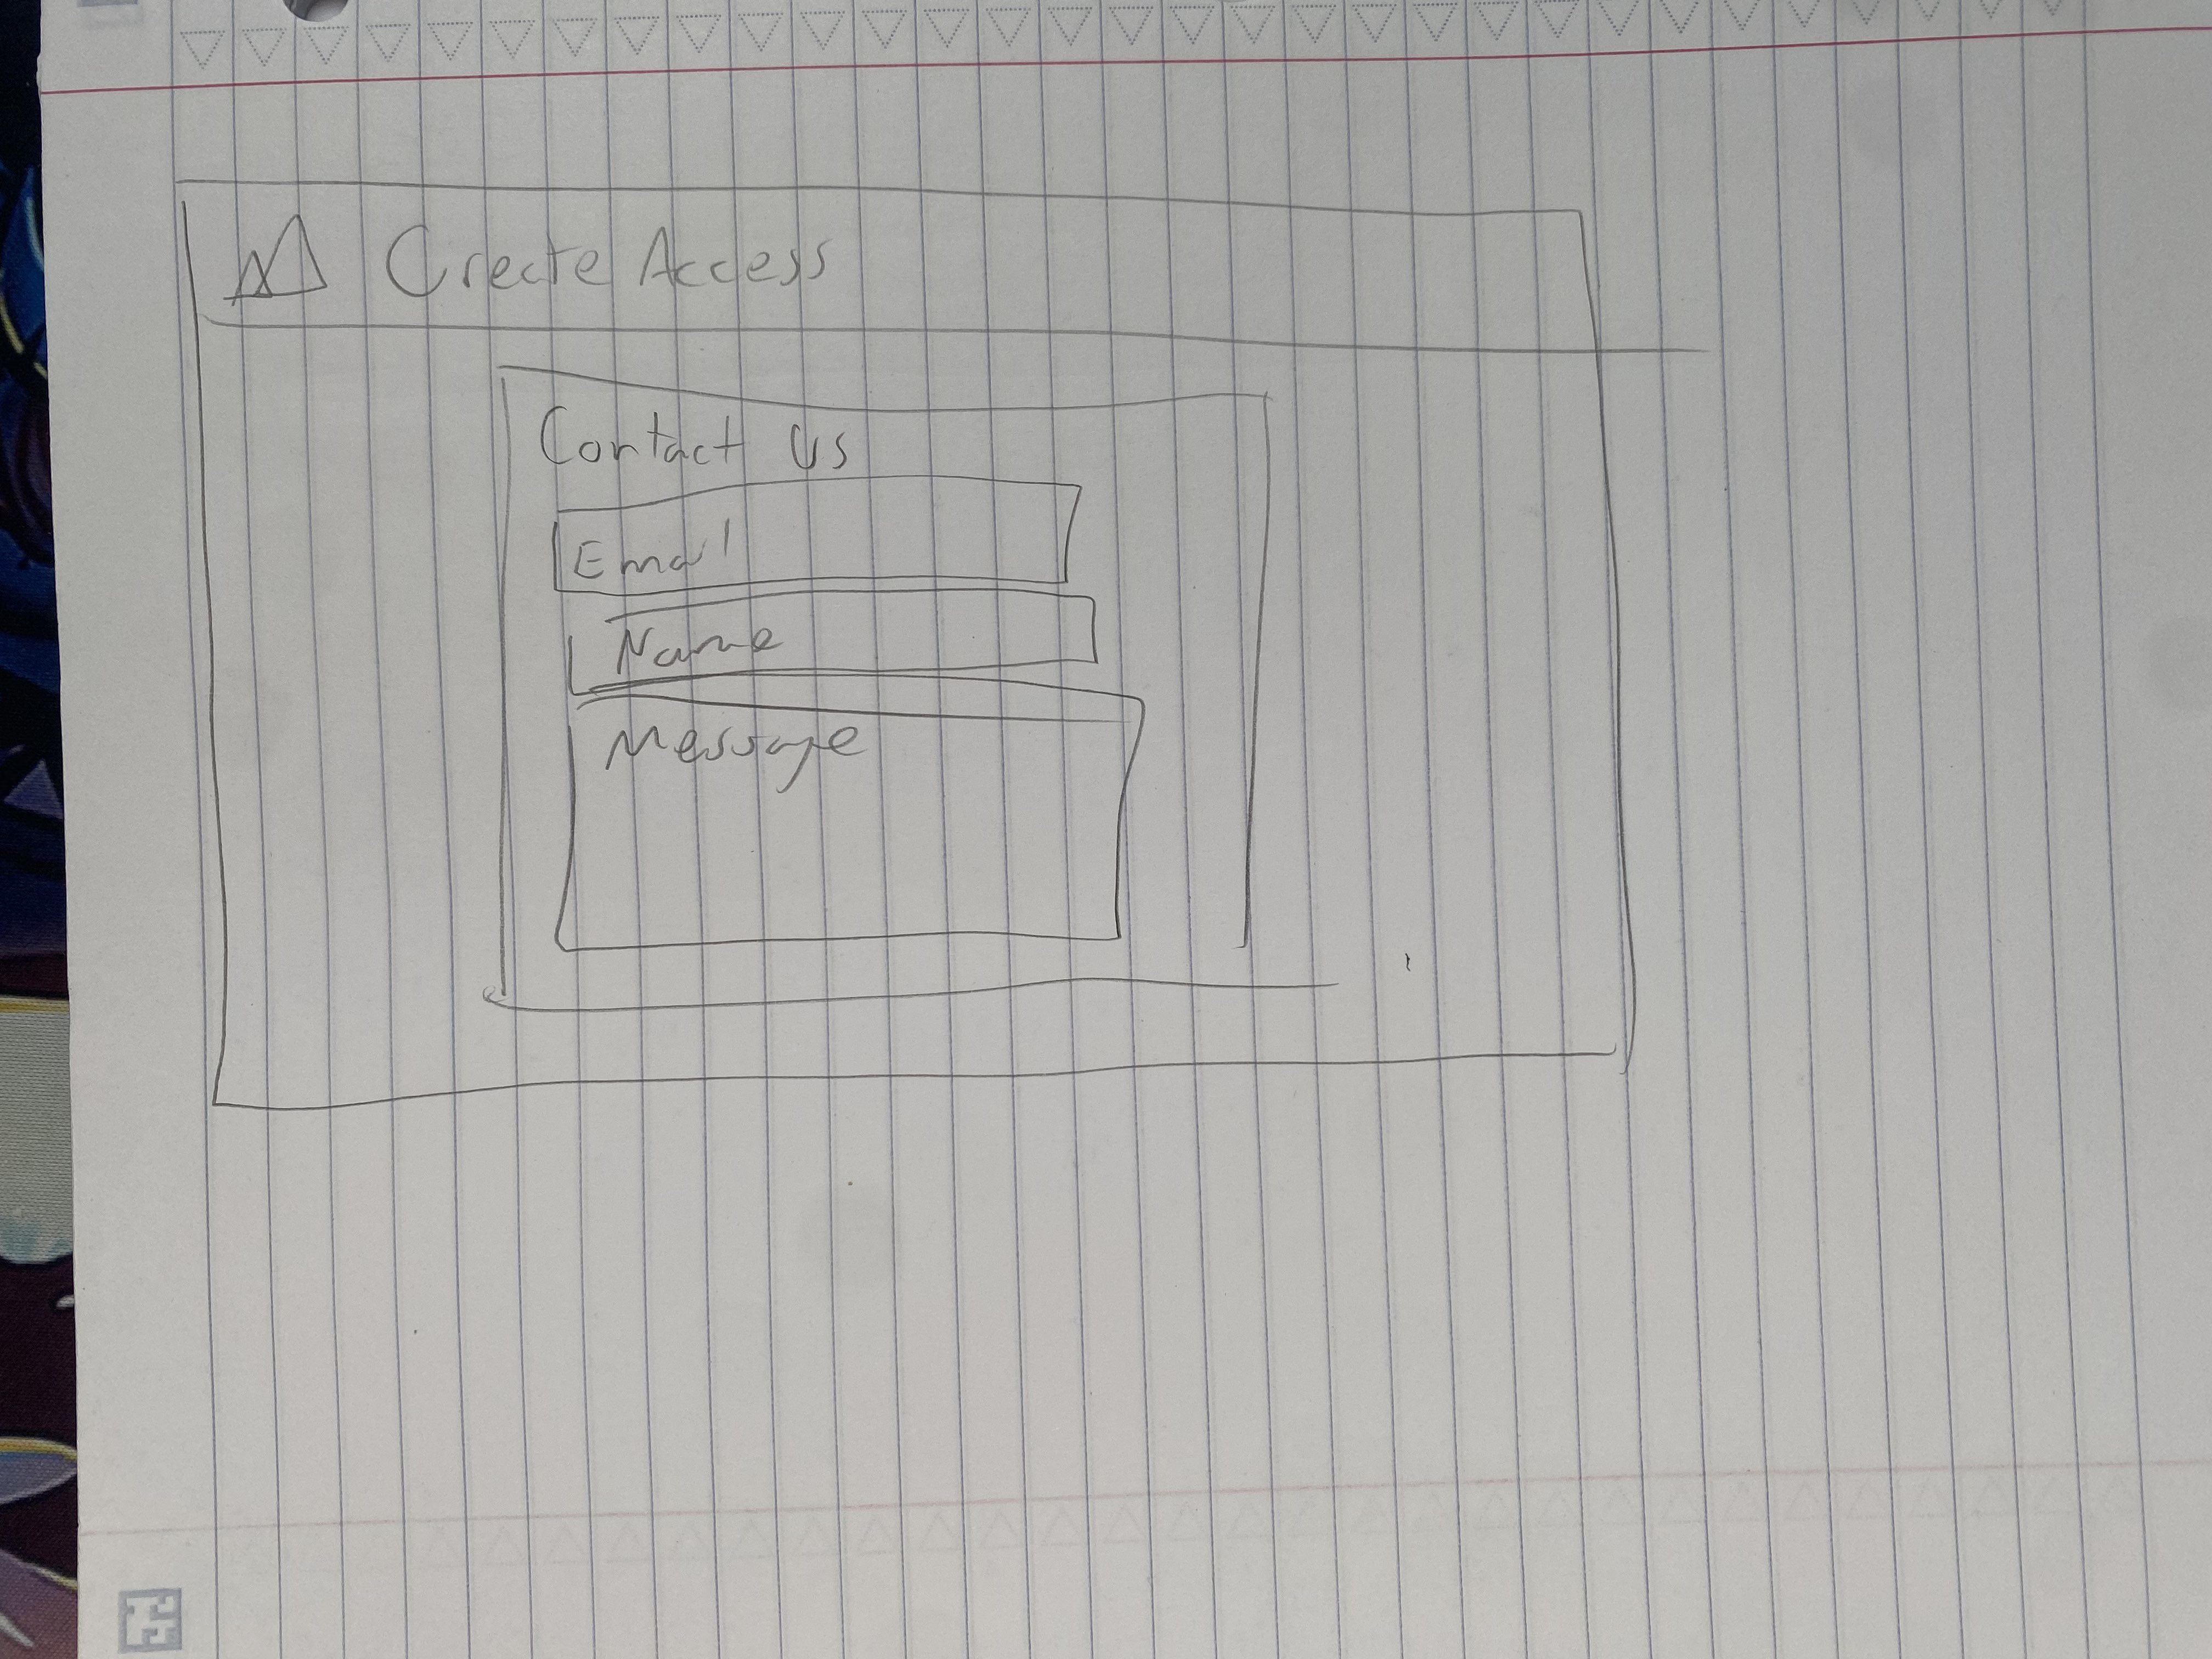 Create Access
Contact Us
Email
Name
Message